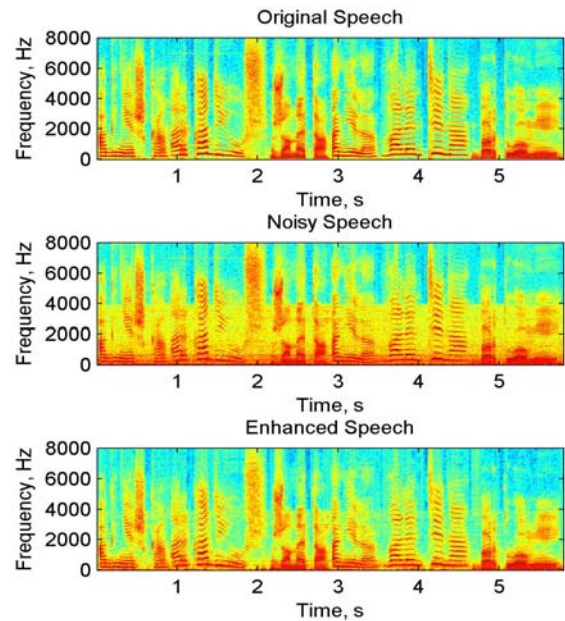 Original Speech
8000
6000
4000
2000
0
Frequency, Hz
1 2 3 4 5
Time, s
Noisy Speech
8000
6000
4000
2000
0
Frequency, Hz
1 2 3 4 5
Time, s
Enhanced Speech
8000
6000
4000
2000
0
Frequency, Hz
1 2 3 4 5
Time, s